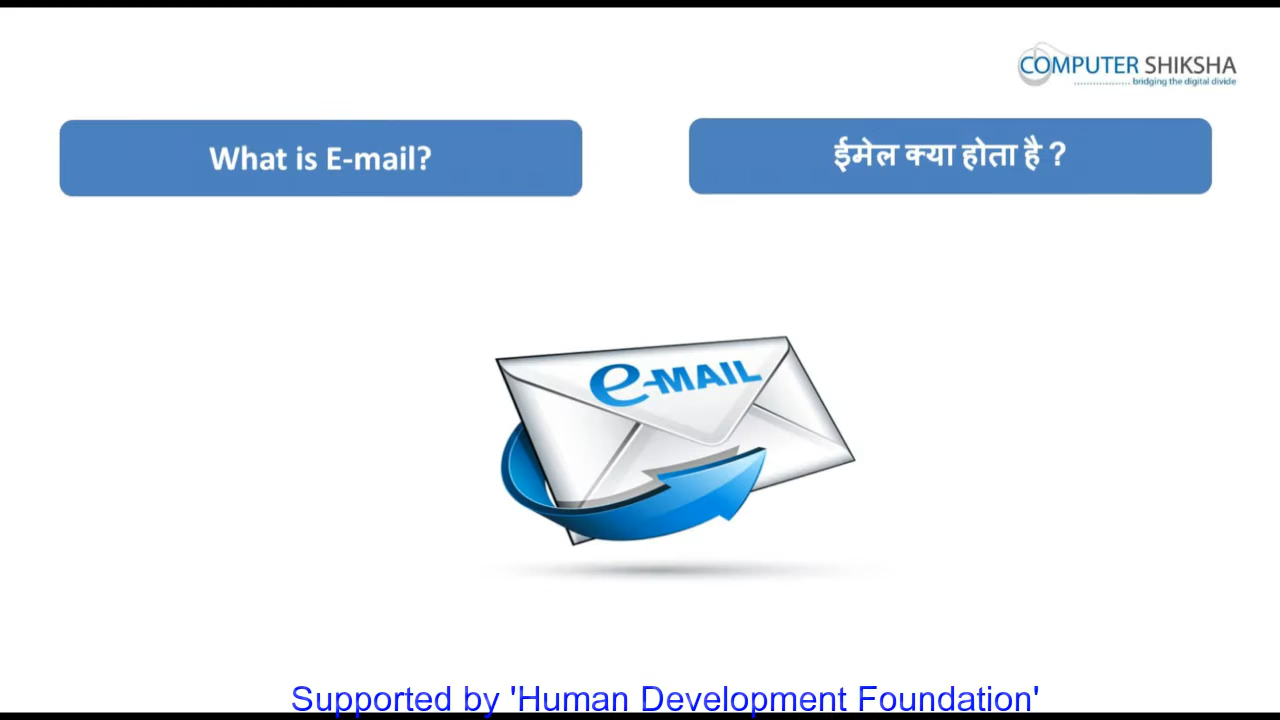 COMPUTER SHIKSHA
bridging the digital divide
What is E-mail?
ईमेल क्या होता है ?
e-MAIL
Supported by 'Human Development Foundation'